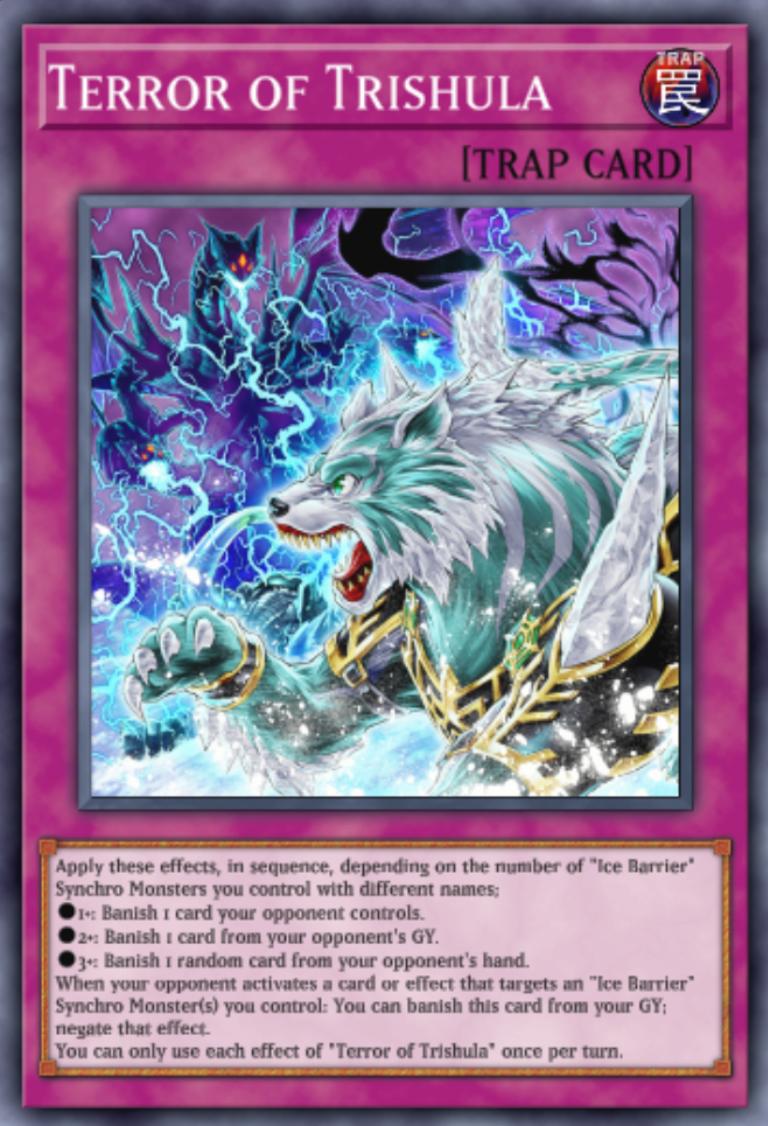 TERROR OF TRISHULA
TRAP
罠
[TRAP CARD]
Apply these effects, in sequence, depending on the number of "Ice Barrier"
Synchro Monsters you control with different names;
●1+: Banish 1 card your opponent controls.
●2+: Banish 1 card from your opponent's GY.
●3+: Banish 1 random card from your opponent's hand.
When your opponent activates a card or effect that targets an "Ice Barrier"
Synchro Monster(s) you control: You can banish this card from your GY;
negate that effect.
You can only use each effect of "Terror of Trishula" once per turn.